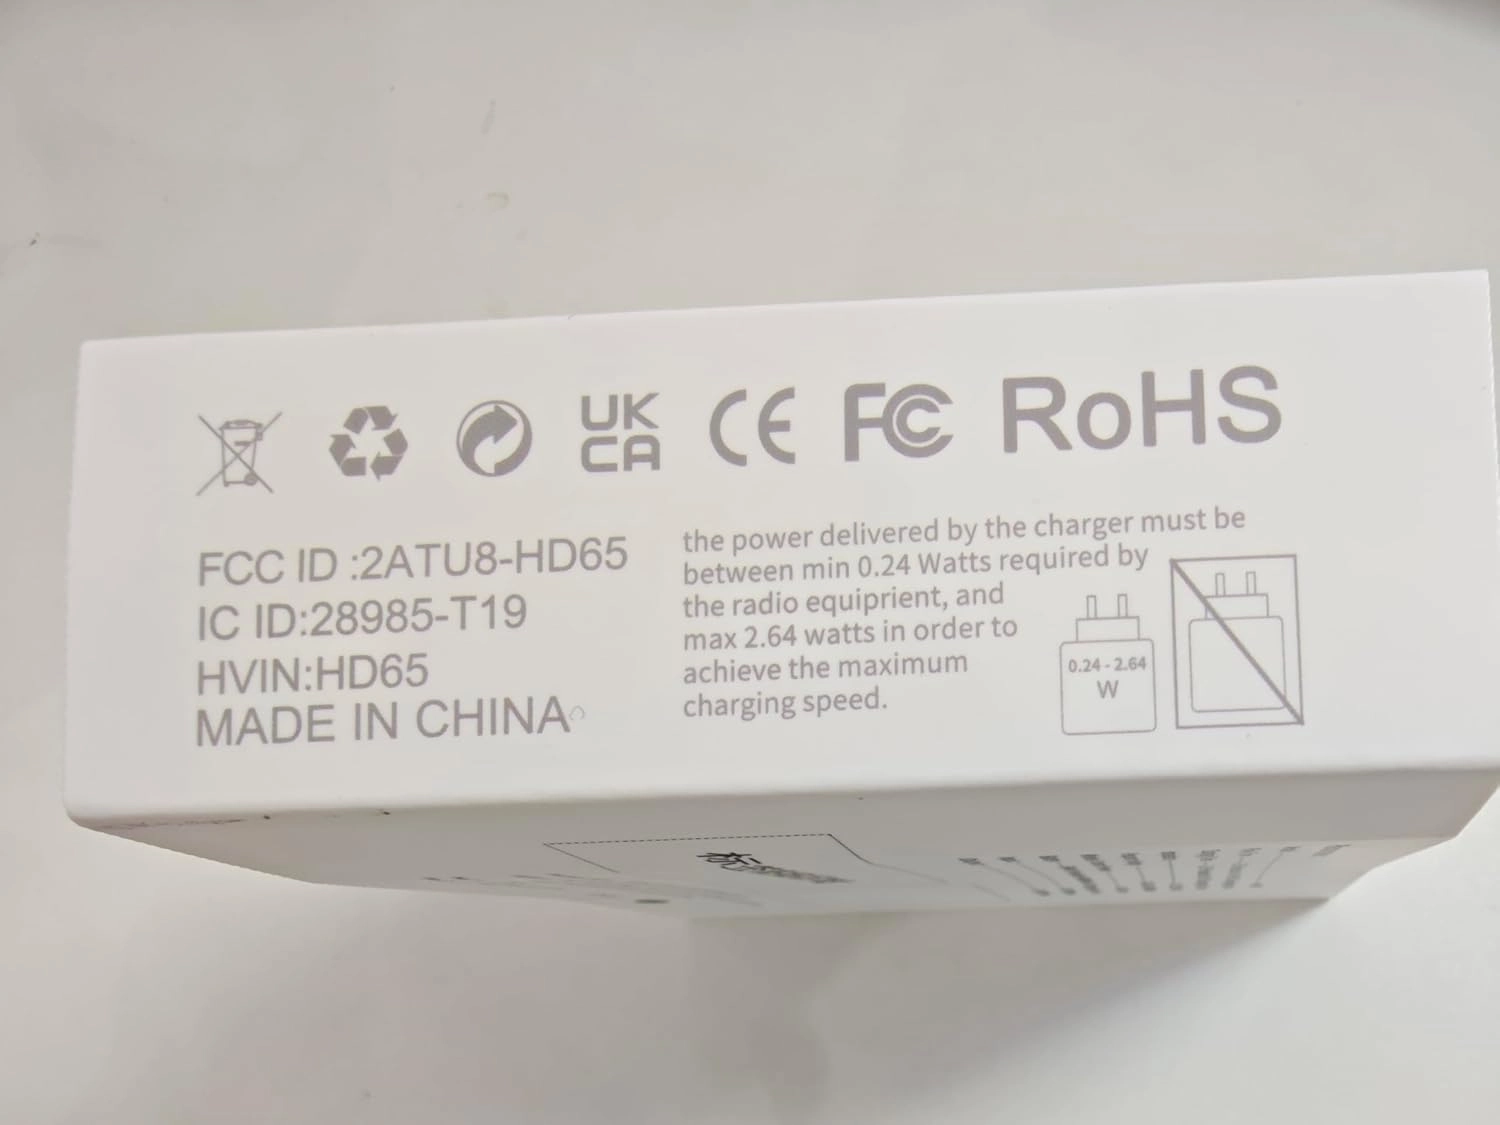 UK
CA
CE FC RoHS
FCC ID :2ATU8-HD65
IC ID:28985-T19
HVIN:HD65
MADE IN CHINA
the power delivered by the charger must be
between min 0.24 Watts required by
the radio equiprient, and
max 2.64 watts in order to
achieve the maximum
charging speed.
0.24-2.64
W